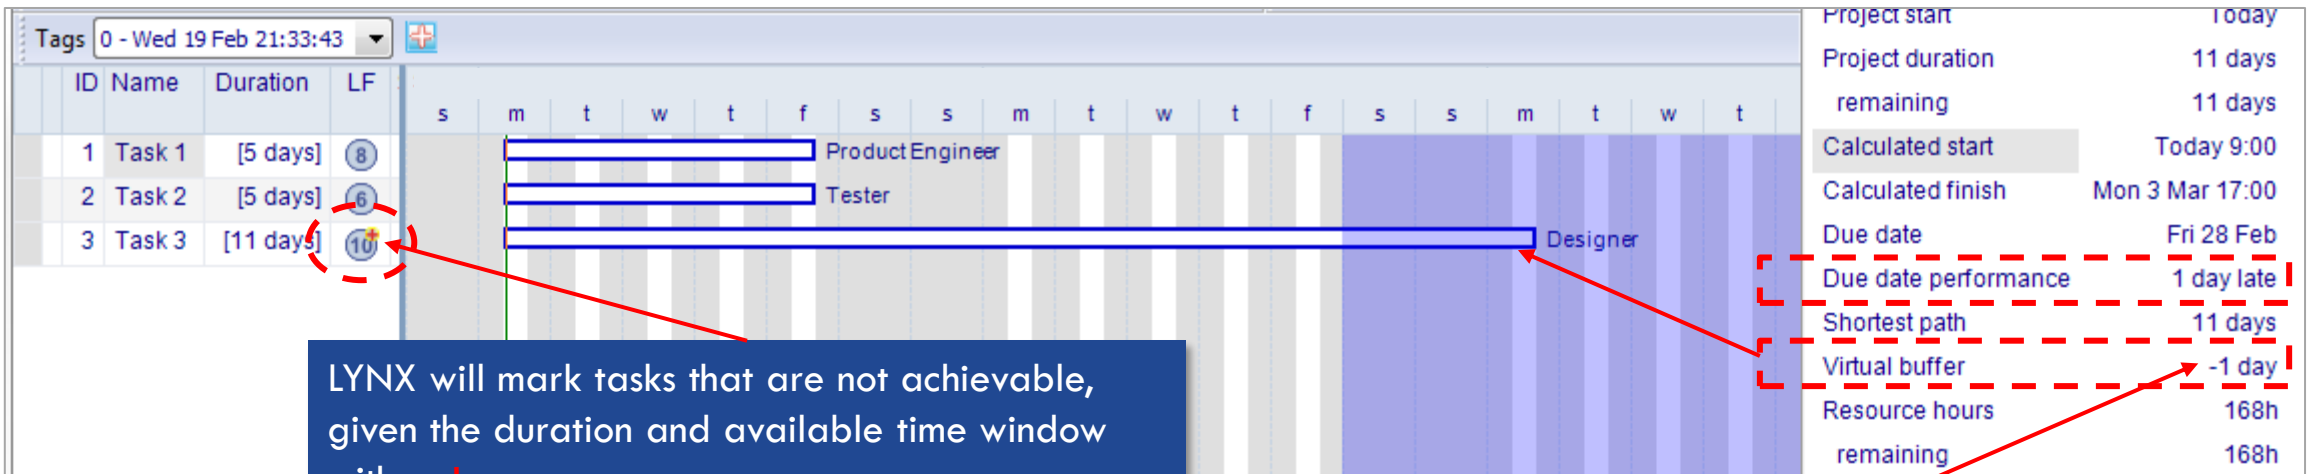 Tags 0 - Wed 19 Feb 21:33:43
ID Name Duration LF
s m t w t f s s m t w t f s s m t w t
1 Task 1 [5 days] 8 Product Engineer
2 Task 2 [5 days] 6 Tester
3 Task 3 [11 days] 10 Designer
LYNX will mark tasks that are not achievable,
given the duration and available time window
Project start Today
Project duration 11 days
remaining 11 days
Calculated start Today 9:00
Calculated finish Mon 3 Mar 17:00
Due date Fri 28 Feb
Due date performance 1 day late
Shortest path 11 days
Virtual buffer -1 day
Resource hours 168h
remaining 168h